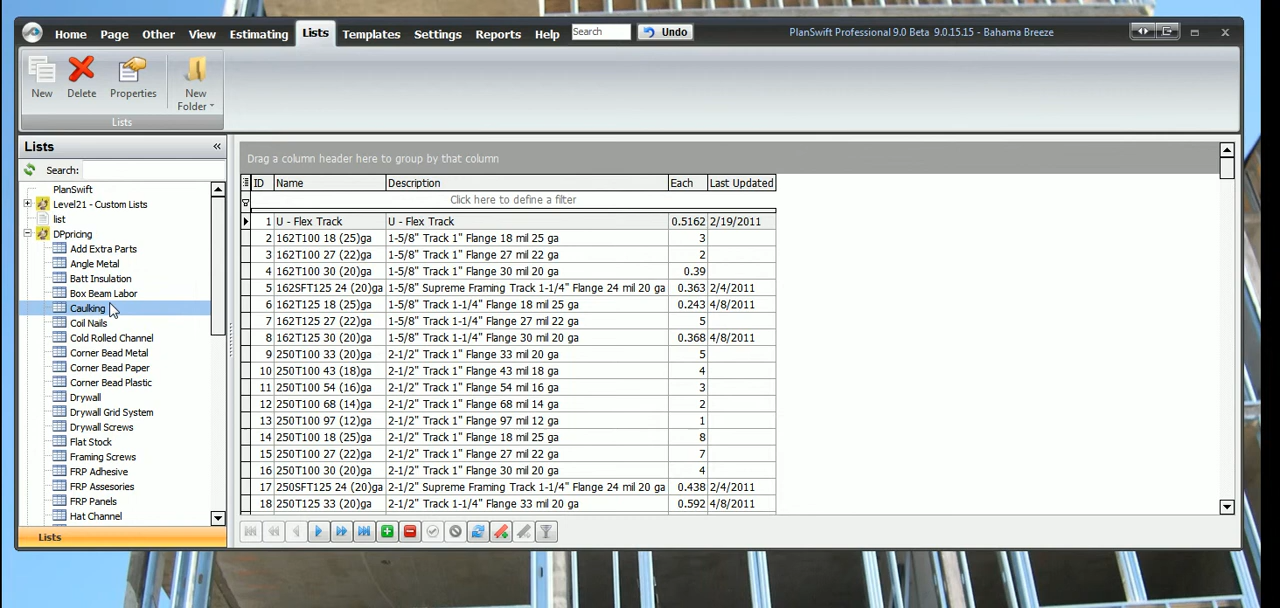 Home Page Other View Estimating Lists Templates Settings Reports Help Search Undo PlanSwift Professional 9.0 Beta 9.0.15.15 - Bahama Breeze
New Delete Properties New Folder
Lists
Lists «
Search:
PlanSwift
Level21 - Custom Lists
list
DPpricing
Add Extra Parts
Angle Metal
Batt Insulation
Box Beam Labor
Caulking
Coil Nails
Cold Rolled Channel
Corner Bead Metal
Corner Bead Paper
Corner Bead Plastic
Drywall
Drywall Grid System
Drywall Screws
Flat Stock
Framing Screws
FRP Adhesive
FRP Assesories
FRP Panels
Hat Channel
Lists
Drag a column header here to group by that column
ID Name Description Each Last Updated
Click here to define a filter
1 U - Flex Track U - Flex Track 0.5162 2/19/2011
2 162T100 18 (25)ga 1-5/8" Track 1" Flange 18 mil 25 ga 3
3 162T100 27 (22)ga 1-5/8" Track 1" Flange 27 mil 22 ga 2
4 162T100 30 (20)ga 1-5/8" Track 1" Flange 30 mil 20 ga 0.39
5 162SFT125 24 (20)ga 1-5/8" Supreme Framing Track 1-1/4" Flange 24 mil 20 ga 0.363 2/4/2011
6 162T125 18 (25)ga 1-5/8" Track 1-1/4" Flange 18 mil 25 ga 0.243 4/8/2011
7 162T125 27 (22)ga 1-5/8" Track 1-1/4" Flange 27 mil 22 ga 5
8 162T125 30 (20)ga 1-5/8" Track 1-1/4" Flange 30 mil 20 ga 0.368 4/8/2011
9 250T100 33 (20)ga 2-1/2" Track 1" Flange 33 mil 20 ga 5
10 250T100 43 (18)ga 2-1/2" Track 1" Flange 43 mil 18 ga 4
11 250T100 54 (16)ga 2-1/2" Track 1" Flange 54 mil 16 ga 3
12 250T100 68 (14)ga 2-1/2" Track 1" Flange 68 mil 14 ga 2
13 250T100 97 (12)ga 2-1/2" Track 1" Flange 97 mil 12 ga 1
14 250T100 18 (25)ga 2-1/2" Track 1" Flange 18 mil 25 ga 8
15 250T100 27 (22)ga 2-1/2" Track 1" Flange 27 mil 22 ga 7
16 250T100 30 (20)ga 2-1/2" Track 1" Flange 30 mil 20 ga 4
17 250SFT125 24 (20)ga 2-1/2" Supreme Framing Track 1-1/4" Flange 24 mil 20 ga 0.438 2/4/2011
18 250T125 33 (20)ga 2-1/2" Track 1-1/4" Flange 33 mil 20 ga 0.592 4/8/2011